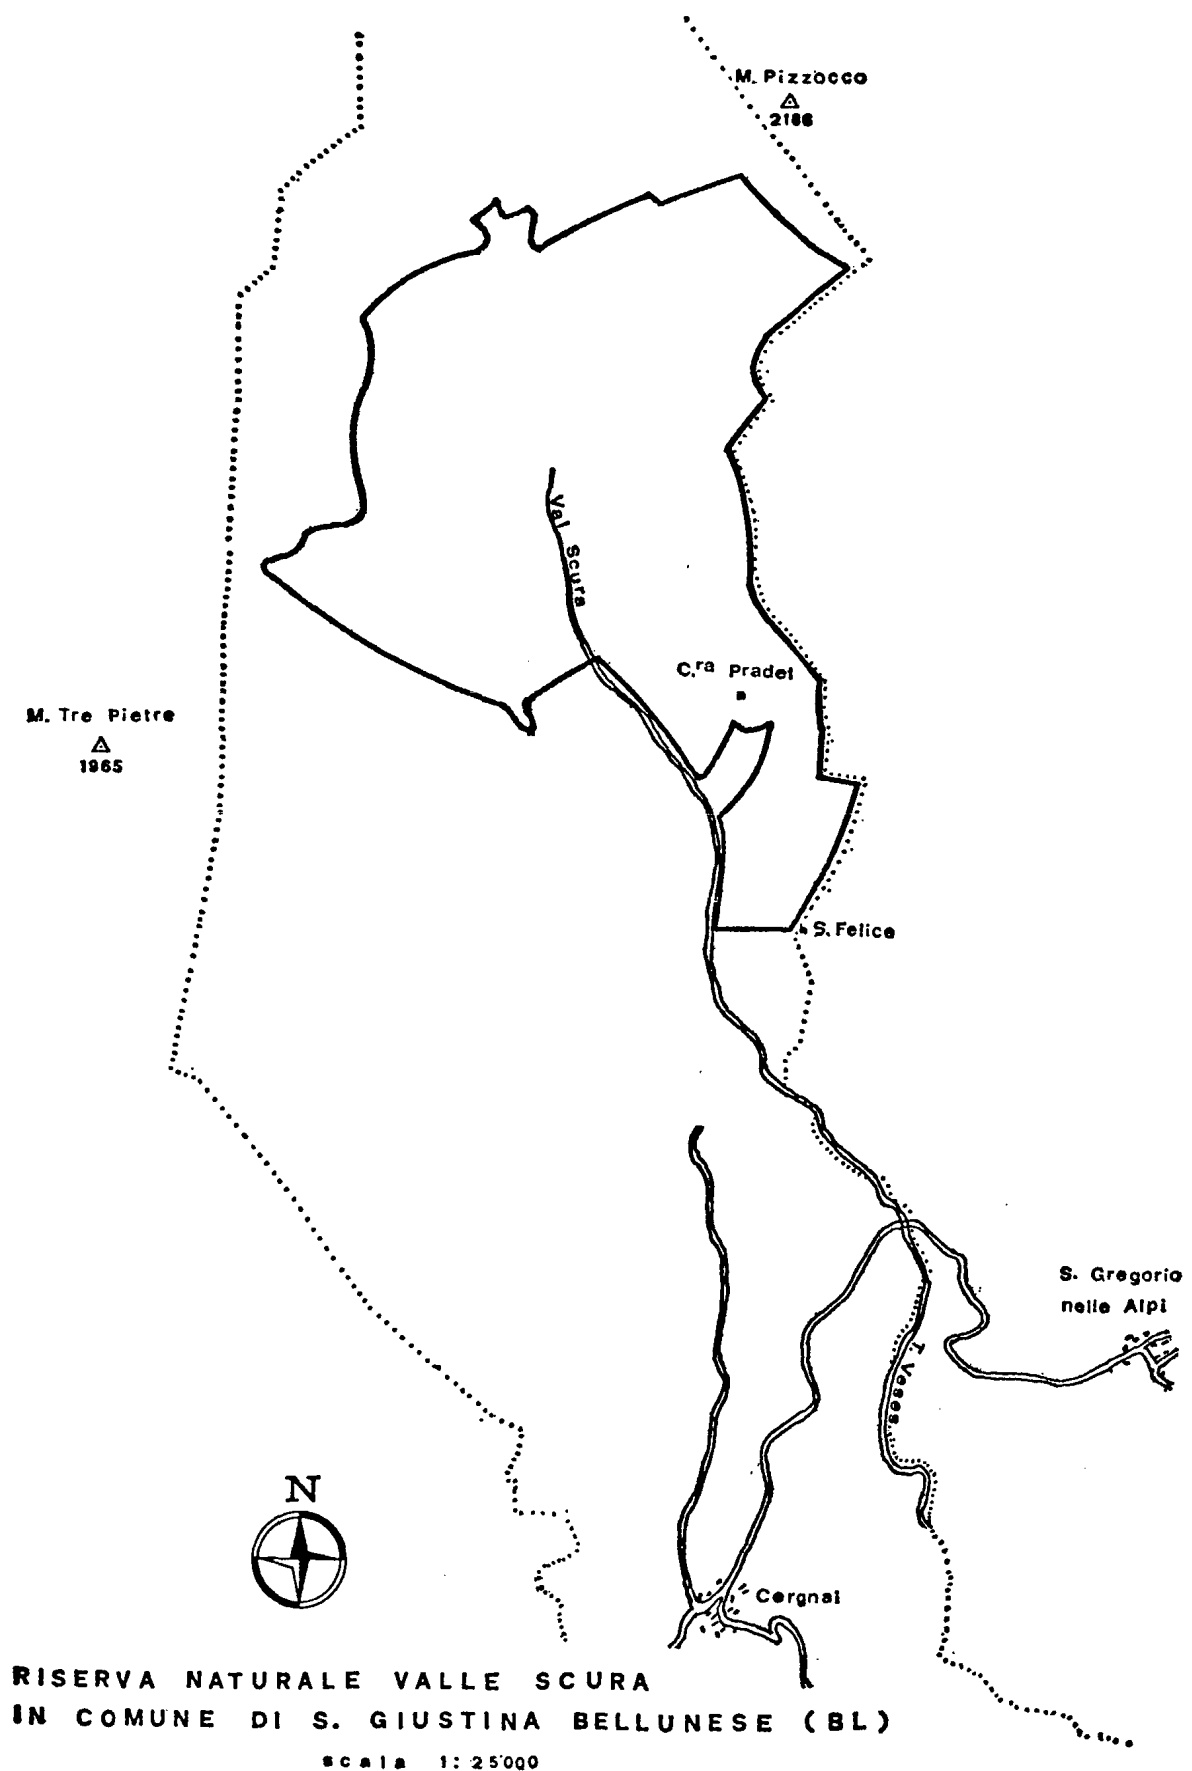 M. Pizzocco
2186
Val Scura
C.ra Pradel
M. Tre Pietre
1965
S. Felice
S. Gregorio
nelle Alpi
T. Veses
N
Cergnai
RISERVA NATURALE VALLE SCURA
IN COMUNE DI S. GIUSTINA BELLUNESE (BL)
scala 1:25000